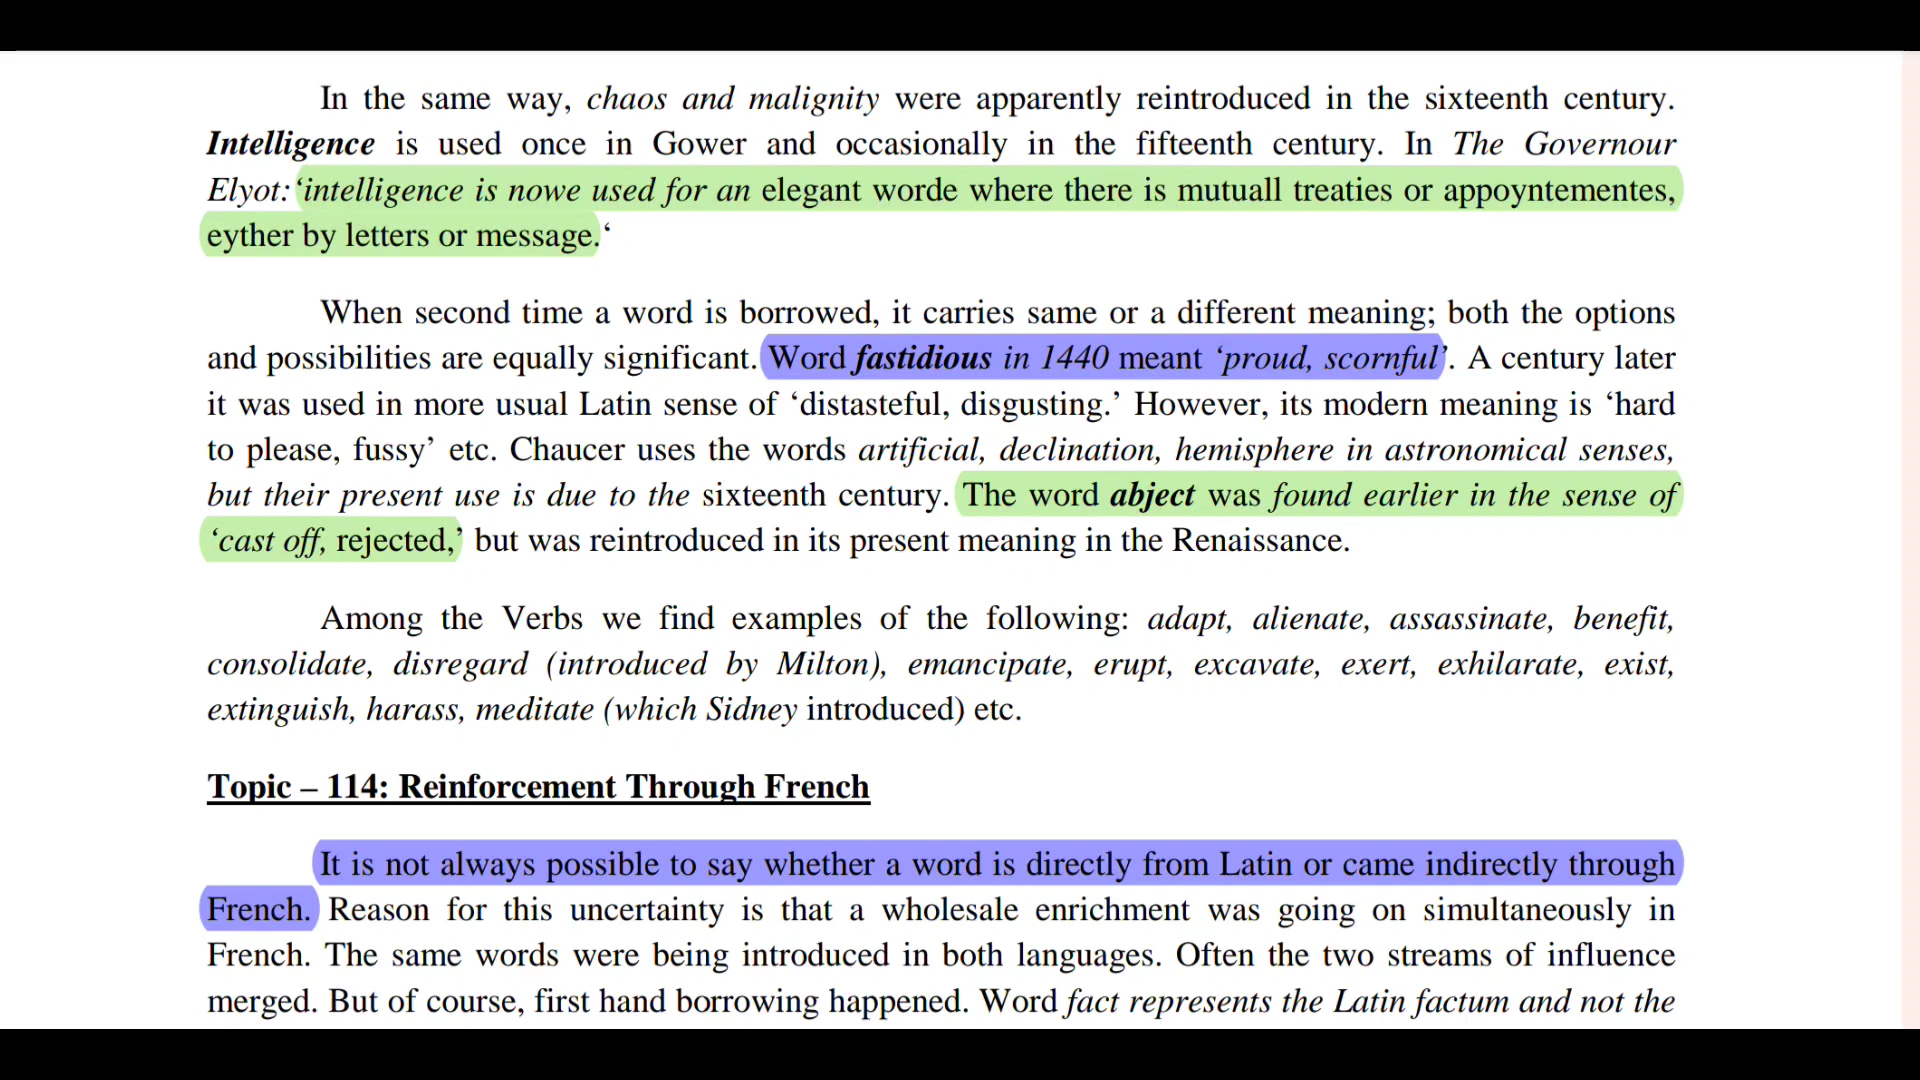 In the same way, chaos and malignity were apparently reintroduced in the sixteenth century.
Intelligence is used once in Gower and occasionally in the fifteenth century. In The Governour
Elyot:‘intelligence is nowe used for an elegant worde where there is mutuall treaties or appoyntementes,
eyther by letters or message.‘
When second time a word is borrowed, it carries same or a different meaning; both the options
and possibilities are equally significant. Word fastidious in 1440 meant ‘proud, scornful’. A century later
it was used in more usual Latin sense of ‘distasteful, disgusting.’ However, its modern meaning is ‘hard
to please, fussy’ etc. Chaucer uses the words artificial, declination, hemisphere in astronomical senses,
but their present use is due to the sixteenth century. The word abject was found earlier in the sense of
‘cast off, rejected,’ but was reintroduced in its present meaning in the Renaissance.
Among the Verbs we find examples of the following: adapt, alienate, assassinate, benefit,
consolidate, disregard (introduced by Milton), emancipate, erupt, excavate, exert, exhilarate, exist,
extinguish, harass, meditate (which Sidney introduced) etc.
Topic – 114: Reinforcement Through French
It is not always possible to say whether a word is directly from Latin or came indirectly through
French. Reason for this uncertainty is that a wholesale enrichment was going on simultaneously in
French. The same words were being introduced in both languages. Often the two streams of influence
merged. But of course, first hand borrowing happened. Word fact represents the Latin factum and not the